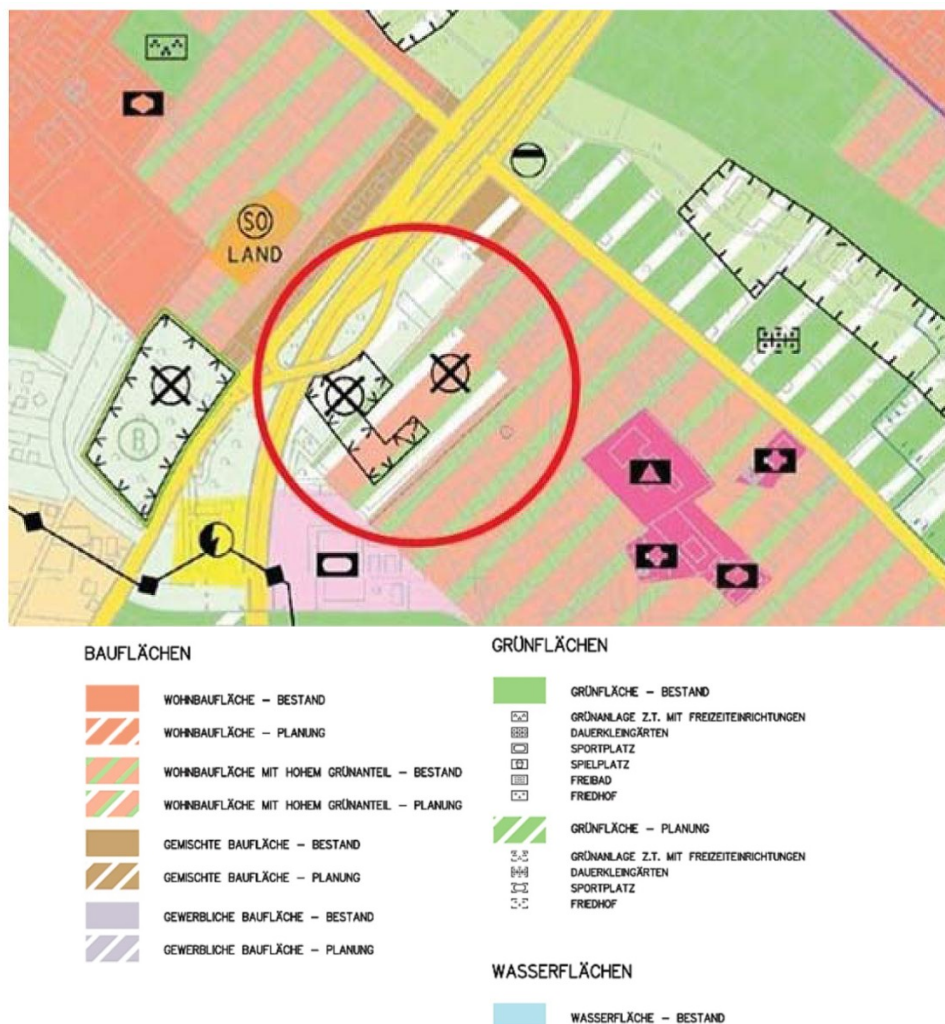 SO
LAND
R
BAUFLÄCHEN
WOHNBAUFLÄCHE – BESTAND
WOHNBAUFLÄCHE – PLANUNG
WOHNBAUFLÄCHE MIT HOHEM GRÜNANTEIL – BESTAND
WOHNBAUFLÄCHE MIT HOHEM GRÜNANTEIL – PLANUNG
GEMISCHTE BAUFLÄCHE – BESTAND
GEMISCHTE BAUFLÄCHE – PLANUNG
GEWERBLICHE BAUFLÄCHE – BESTAND
GEWERBLICHE BAUFLÄCHE – PLANUNG
GRÜNFLÄCHEN
GRÜNFLÄCHE – BESTAND
GRÜNANLAGE Z.T. MIT FREIZEITEINRICHTUNGEN
DAUERKLEINGÄRTEN
SPORTPLATZ
SPIELPLATZ
FREIBAD
FRIEDHOF
GRÜNFLÄCHE – PLANUNG
GRÜNANLAGE Z.T. MIT FREIZEITEINRICHTUNGEN
DAUERKLEINGÄRTEN
SPORTPLATZ
FRIEDHOF
WASSERFLÄCHEN
WASSERFLÄCHE – BESTAND